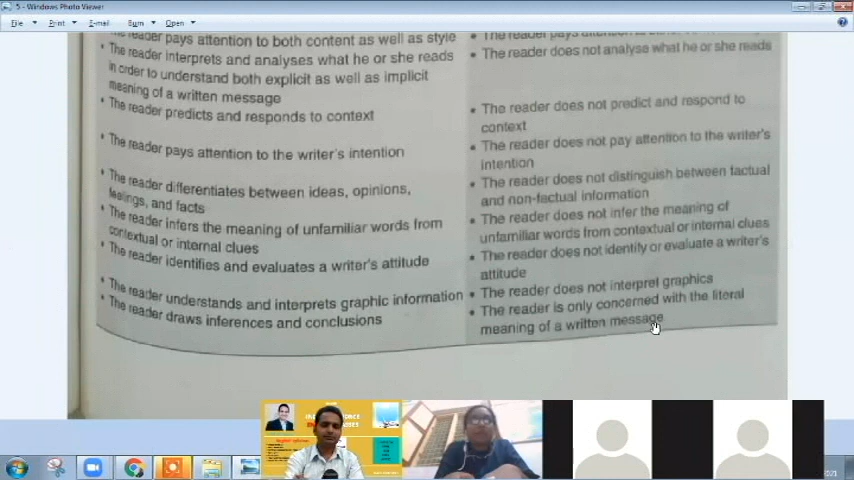 5 - Windows Photo Viewer
File Print E-mail Burn Open
The reader pays attention to both content as well as style
• The reader interprets and analyses what he or she reads
in order to understand both explicit as well as implicit
meaning of a written message
• The reader predicts and responds to context
• The reader pays attention to the writer's intention
• The reader differentiates between ideas, opinions,
feelings, and facts
• The reader infers the meaning of unfamiliar words from
contextual or internal clues
• The reader identifies and evaluates a writer's attitude
• The reader understands and interprets graphic information
• The reader draws inferences and conclusions
• The reader pays
• The reader does not analyse what he or she reads
• The reader does not predict and respond to
context
• The reader does not pay attention to the writer's
intention
• The reader does not distinguish between factual
and non-factual information
• The reader does not infer the meaning of
unfamiliar words from contextual or internal clues
• The reader does not identify or evaluate a writer's
attitude
• The reader does not interpret graphics
• The reader is only concerned with the literal
meaning of a written message